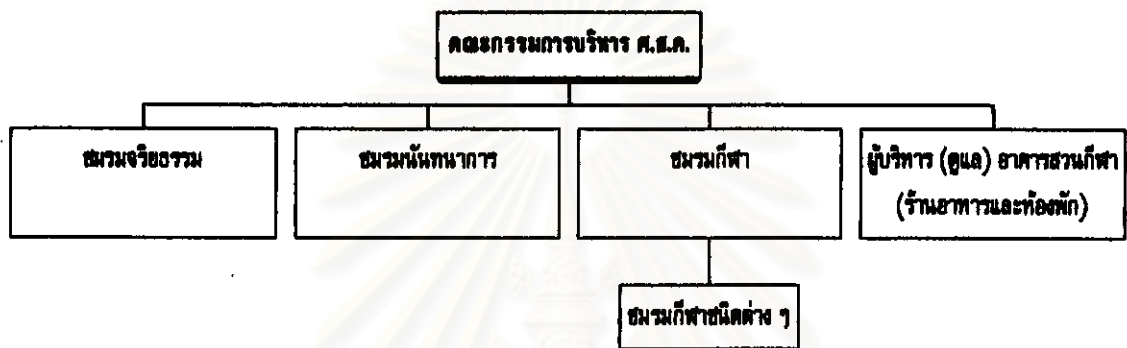 คณะกรรมการบริหาร ศ.ส.ค.
ชมรมจริยธรรม
ชมรมนันทนาการ
ชมรมกีฬา
ผู้บริหาร (ดูแล) อาคารสวนกีฬา
(ร้านอาหารและห้องพัก)
ชมรมกีฬาชนิดต่าง ๆ